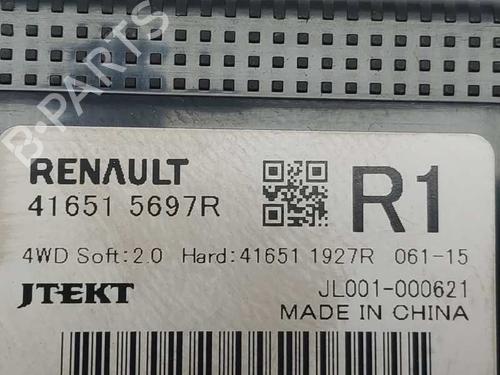 B-PARTS
RENAULT
41651 5697R
R1
4WD Soft:2.0 Hard:41651 1927R 061-15
JTEKT
JL001-000621
MADE IN CHINA